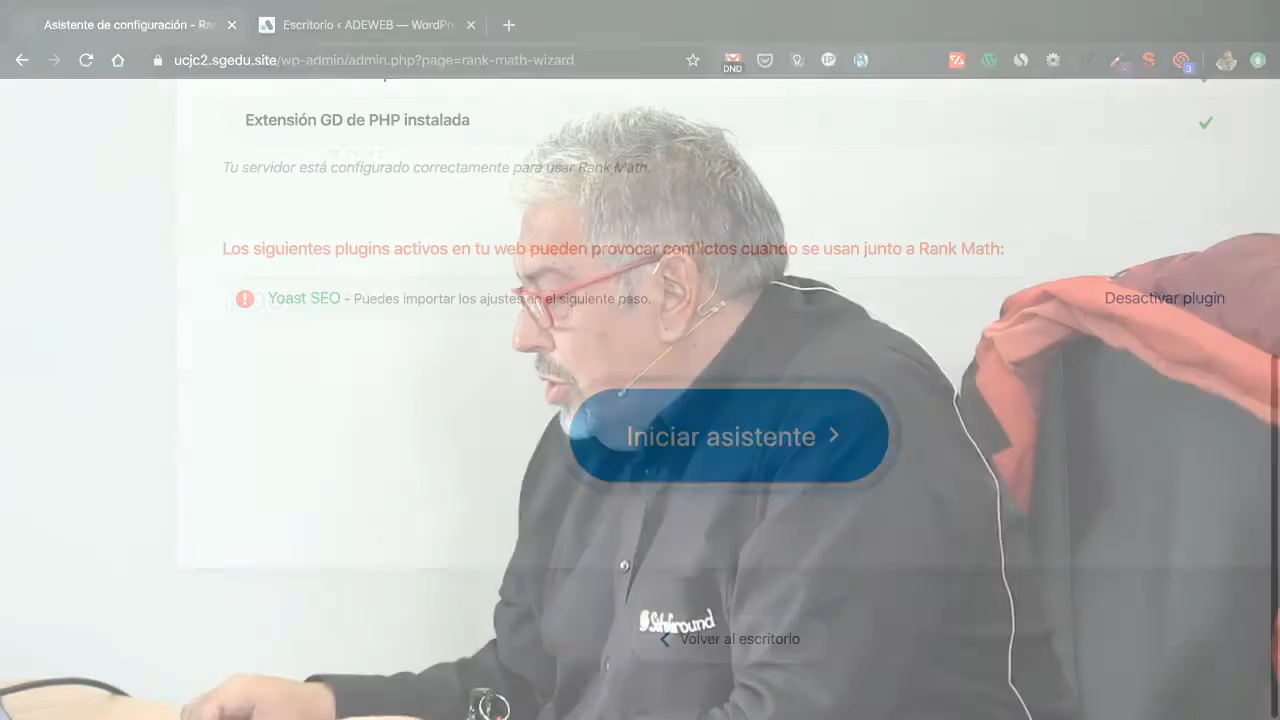 Asistente de configuración - Ra
Escritorio ‹ ADEWEB — WordPr
ucjc2.sgedu.site/wp-admin/admin.php?page=rank-math-wizard
DND
3
Extensión GD de PHP instalada
Tu servidor está configurado correctamente para usar Rank Math.
Los siguientes plugins activos en tu web pueden provocar conflictos cuando se usan junto a Rank Math:
Yoast SEO - Puedes importar los ajustes en el siguiente paso.
Desactivar plugin
Iniciar asistente
SiteGround
Volver al escritorio